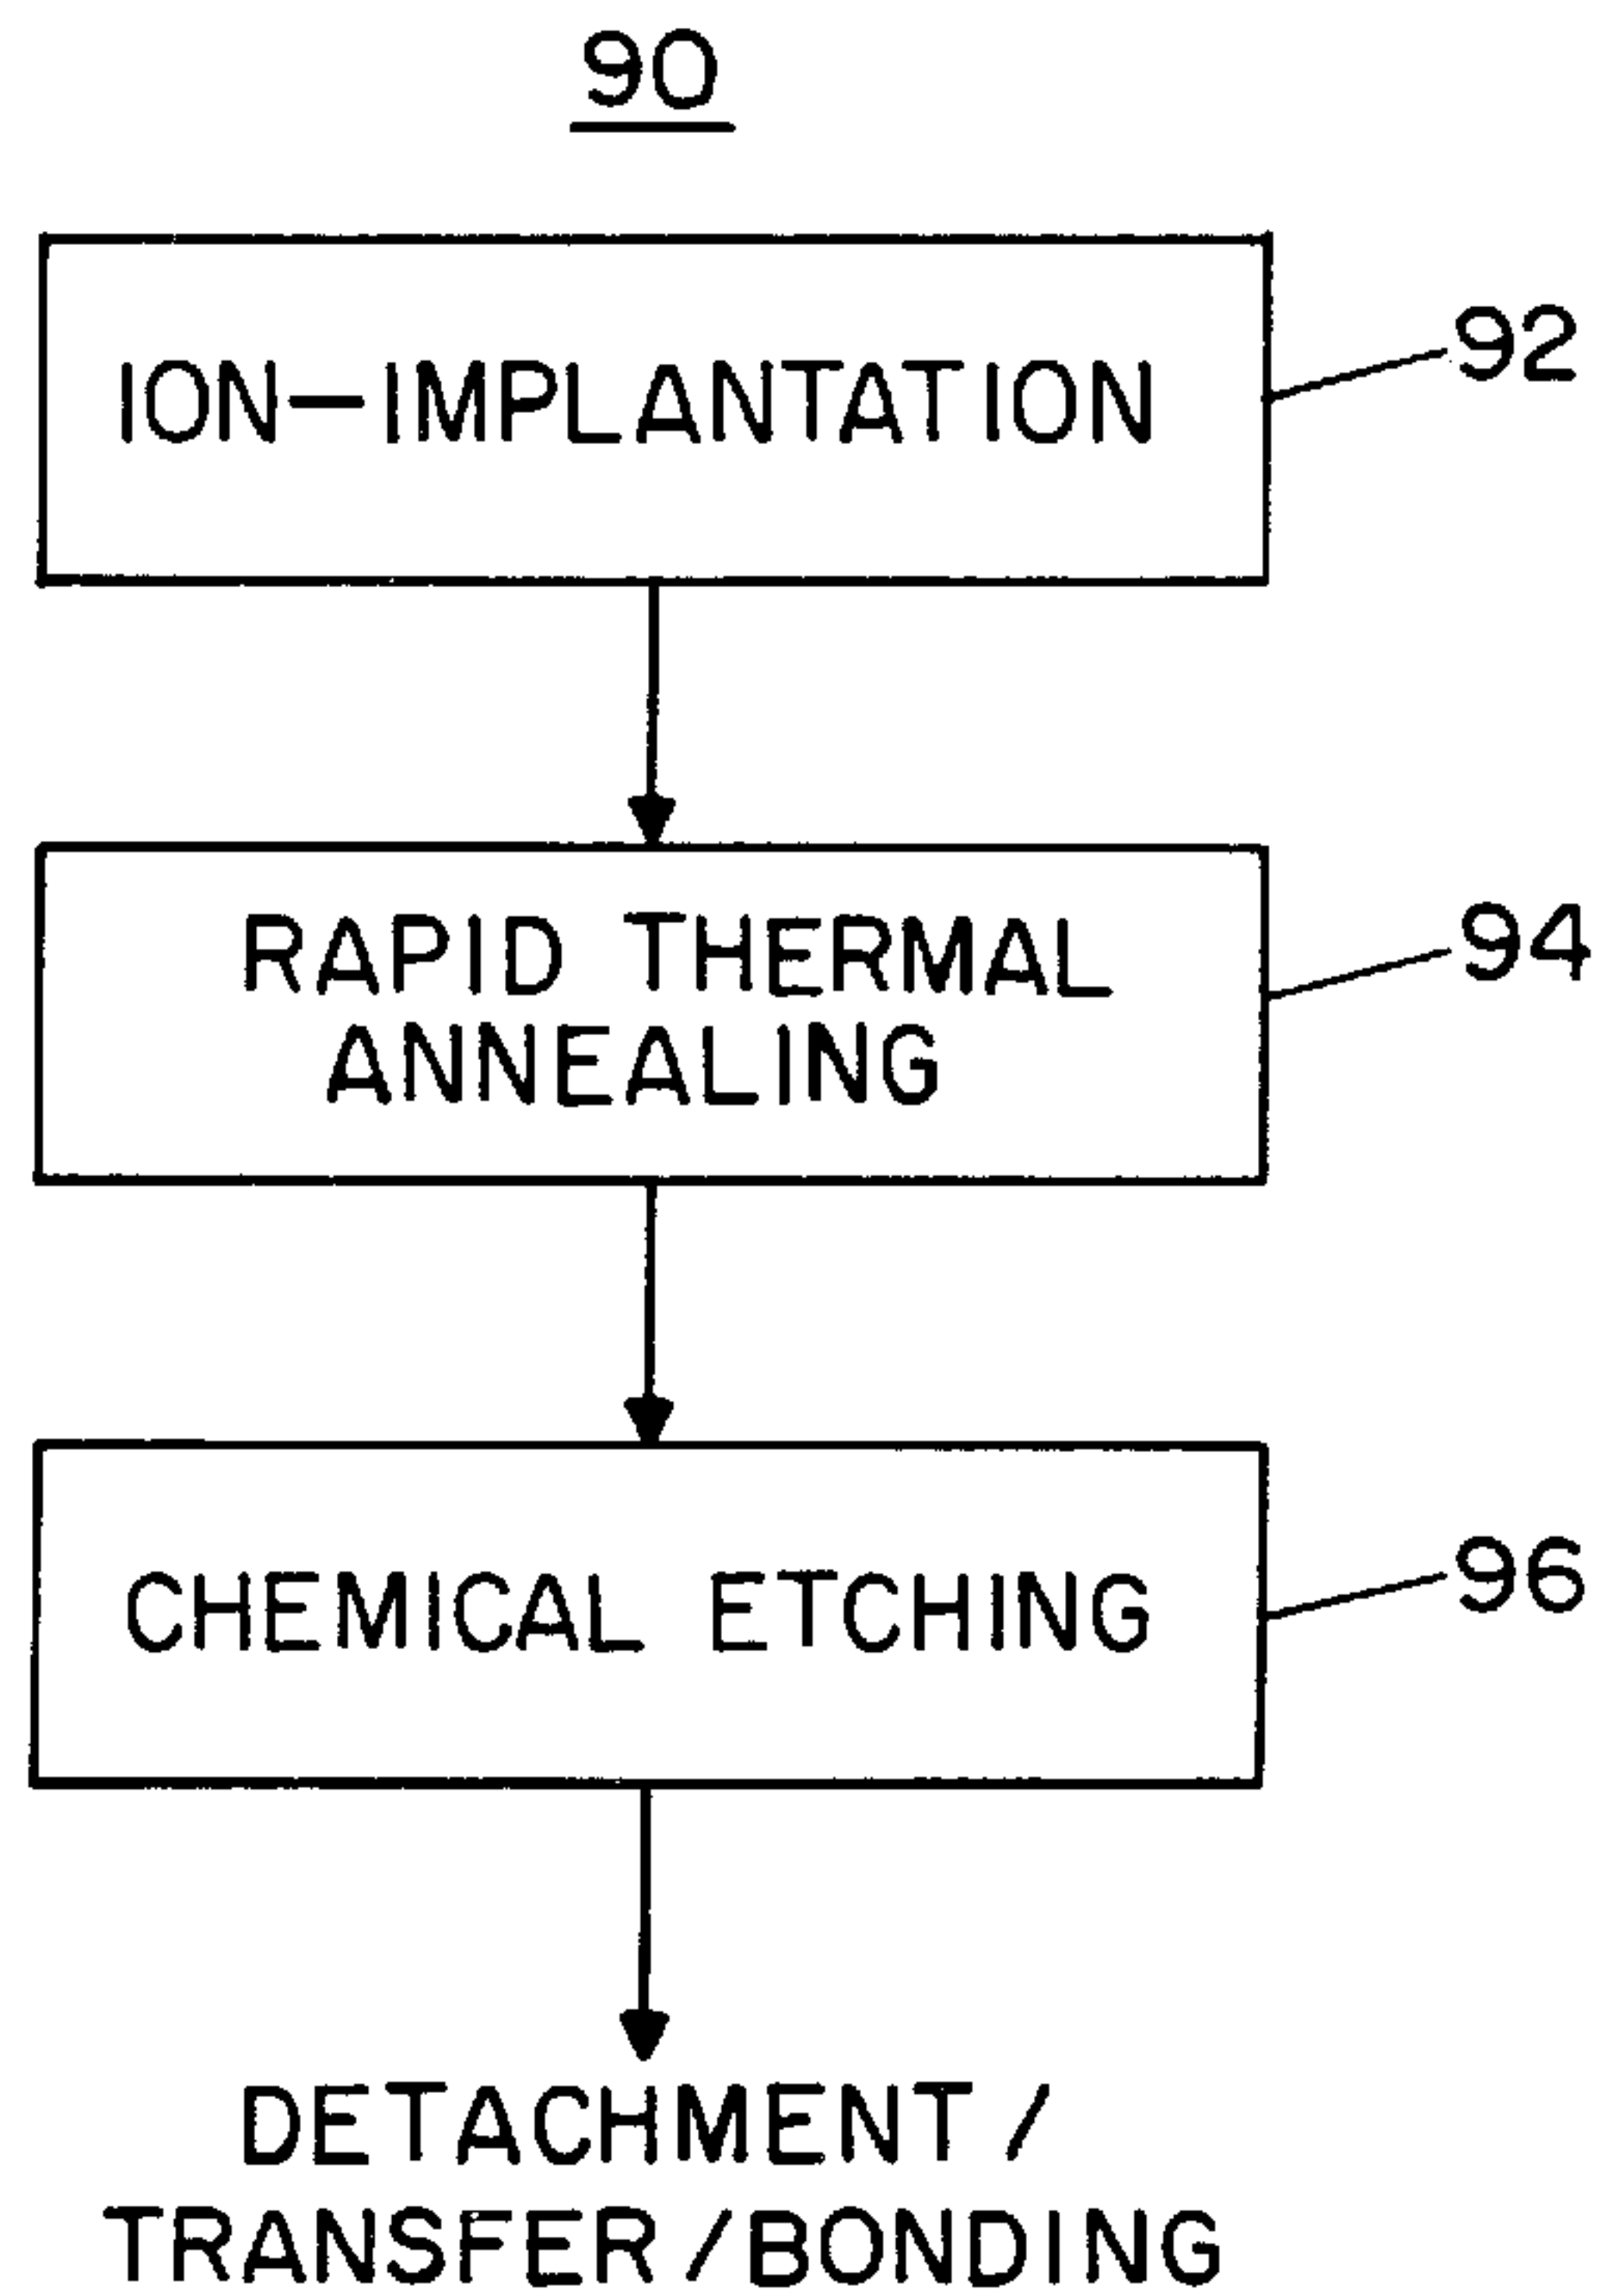 90
ION-IMPLANTATION
92
RAPID THERMAL
ANNEALING
94
CHEMICAL ETCHING
96
DETACHMENT/
TRANSFER/BONDING